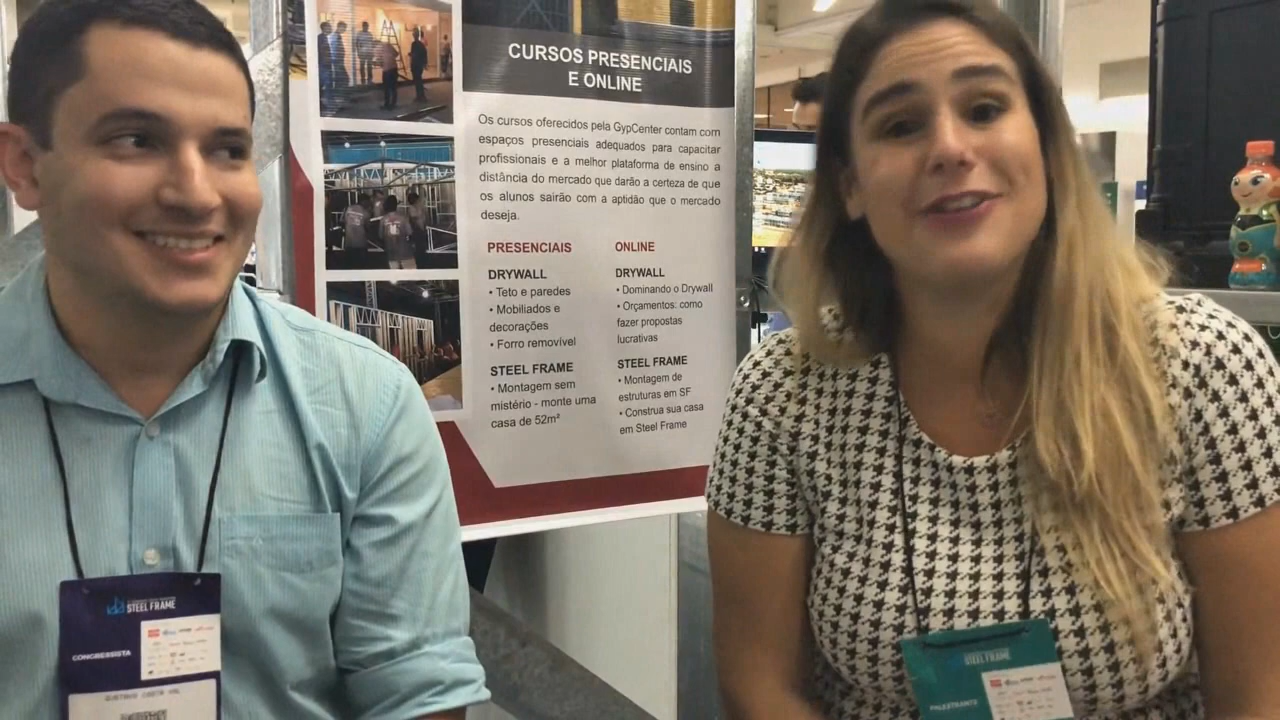 CURSOS PRESENCIAIS
E ONLINE
Os cursos oferecidos pela GypCenter contam com
espaços presenciais adequados para capacitar
profissionais e a melhor plataforma de ensino a
distância do mercado que darão a certeza de que
os alunos sairão com a aptidão que o mercado
deseja.
PRESENCIAIS
DRYWALL
• Teto e paredes
• Mobiliados e
decorações
• Forro removível
STEEL FRAME
• Montagem sem
mistério - monte uma
casa de 52m²
ONLINE
DRYWALL
• Dominando o Drywall
• Orçamentos: como
fazer propostas
lucrativas
STEEL FRAME
• Montagem de
estruturas em SF
• Construa sua casa
em Steel Frame
STEEL FRAME
CONGRESSISTA
GUSTAVO COSTA VAL
STEEL FRAME
PALESTRANTE